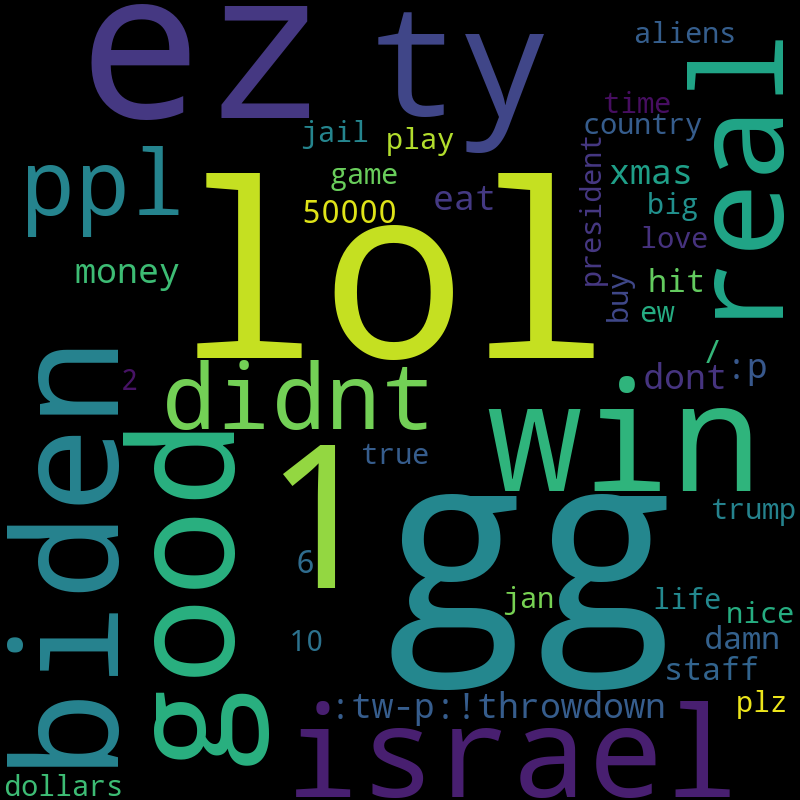 ez
ty
aliens
real
time
jail
play
country
president
ppl
game
xmas
50000
eat
big
lol
love
money
hit
buy
ew
/
biden
2
didnt
dont
:p
win
good
1
true
gg
trump
6
jan
life
nice
10
damn
staff
:tw-p:!throwdown
plz
israel
dollars